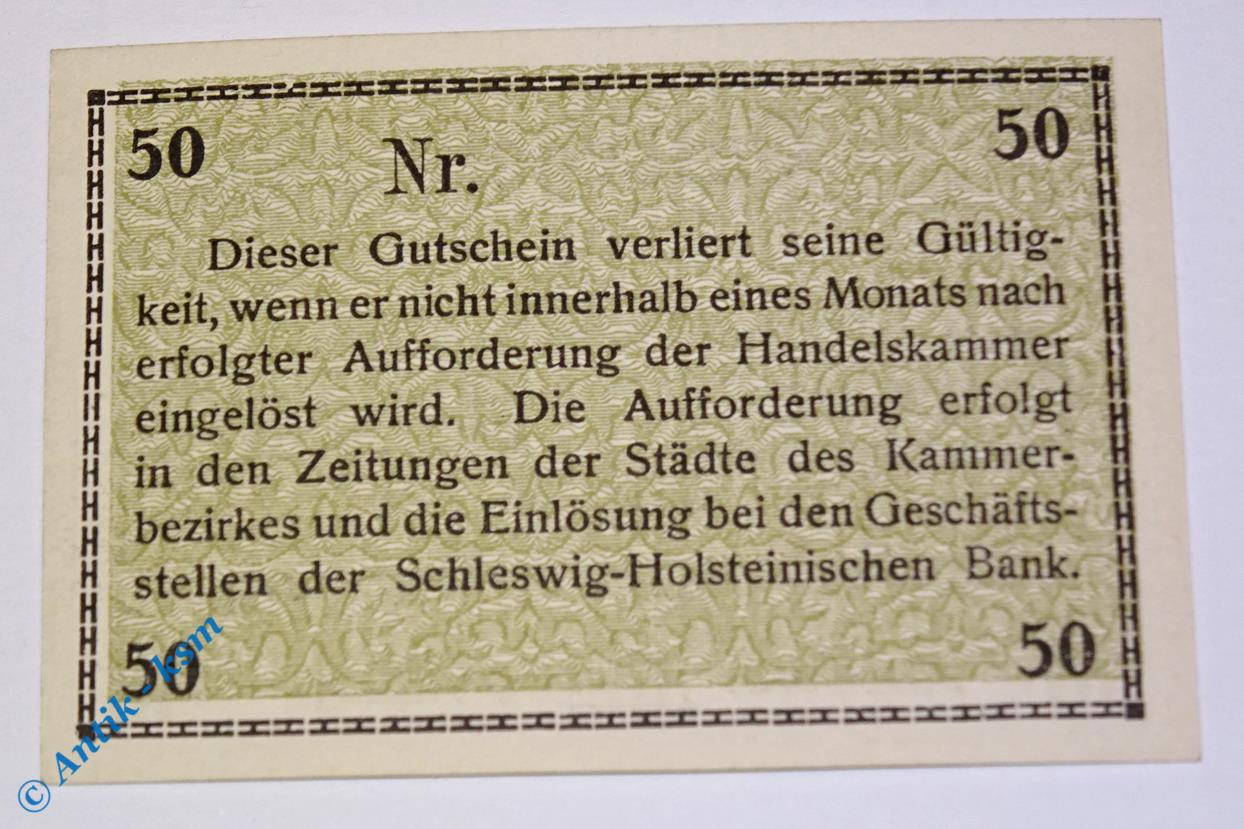 50 50
Nr.
Dieser Gutschein verliert seine Gültig-
keit, wenn er nicht innerhalb eines Monats nach
erfolgter Aufforderung der Handelskammer
eingelöst wird. Die Aufforderung erfolgt
in den Zeitungen der Städte des Kammer-
bezirkes und die Einlösung bei den Geschäfts-
stellen der Schleswig-Holsteinischen Bank.
50 50
© Antik-ksm